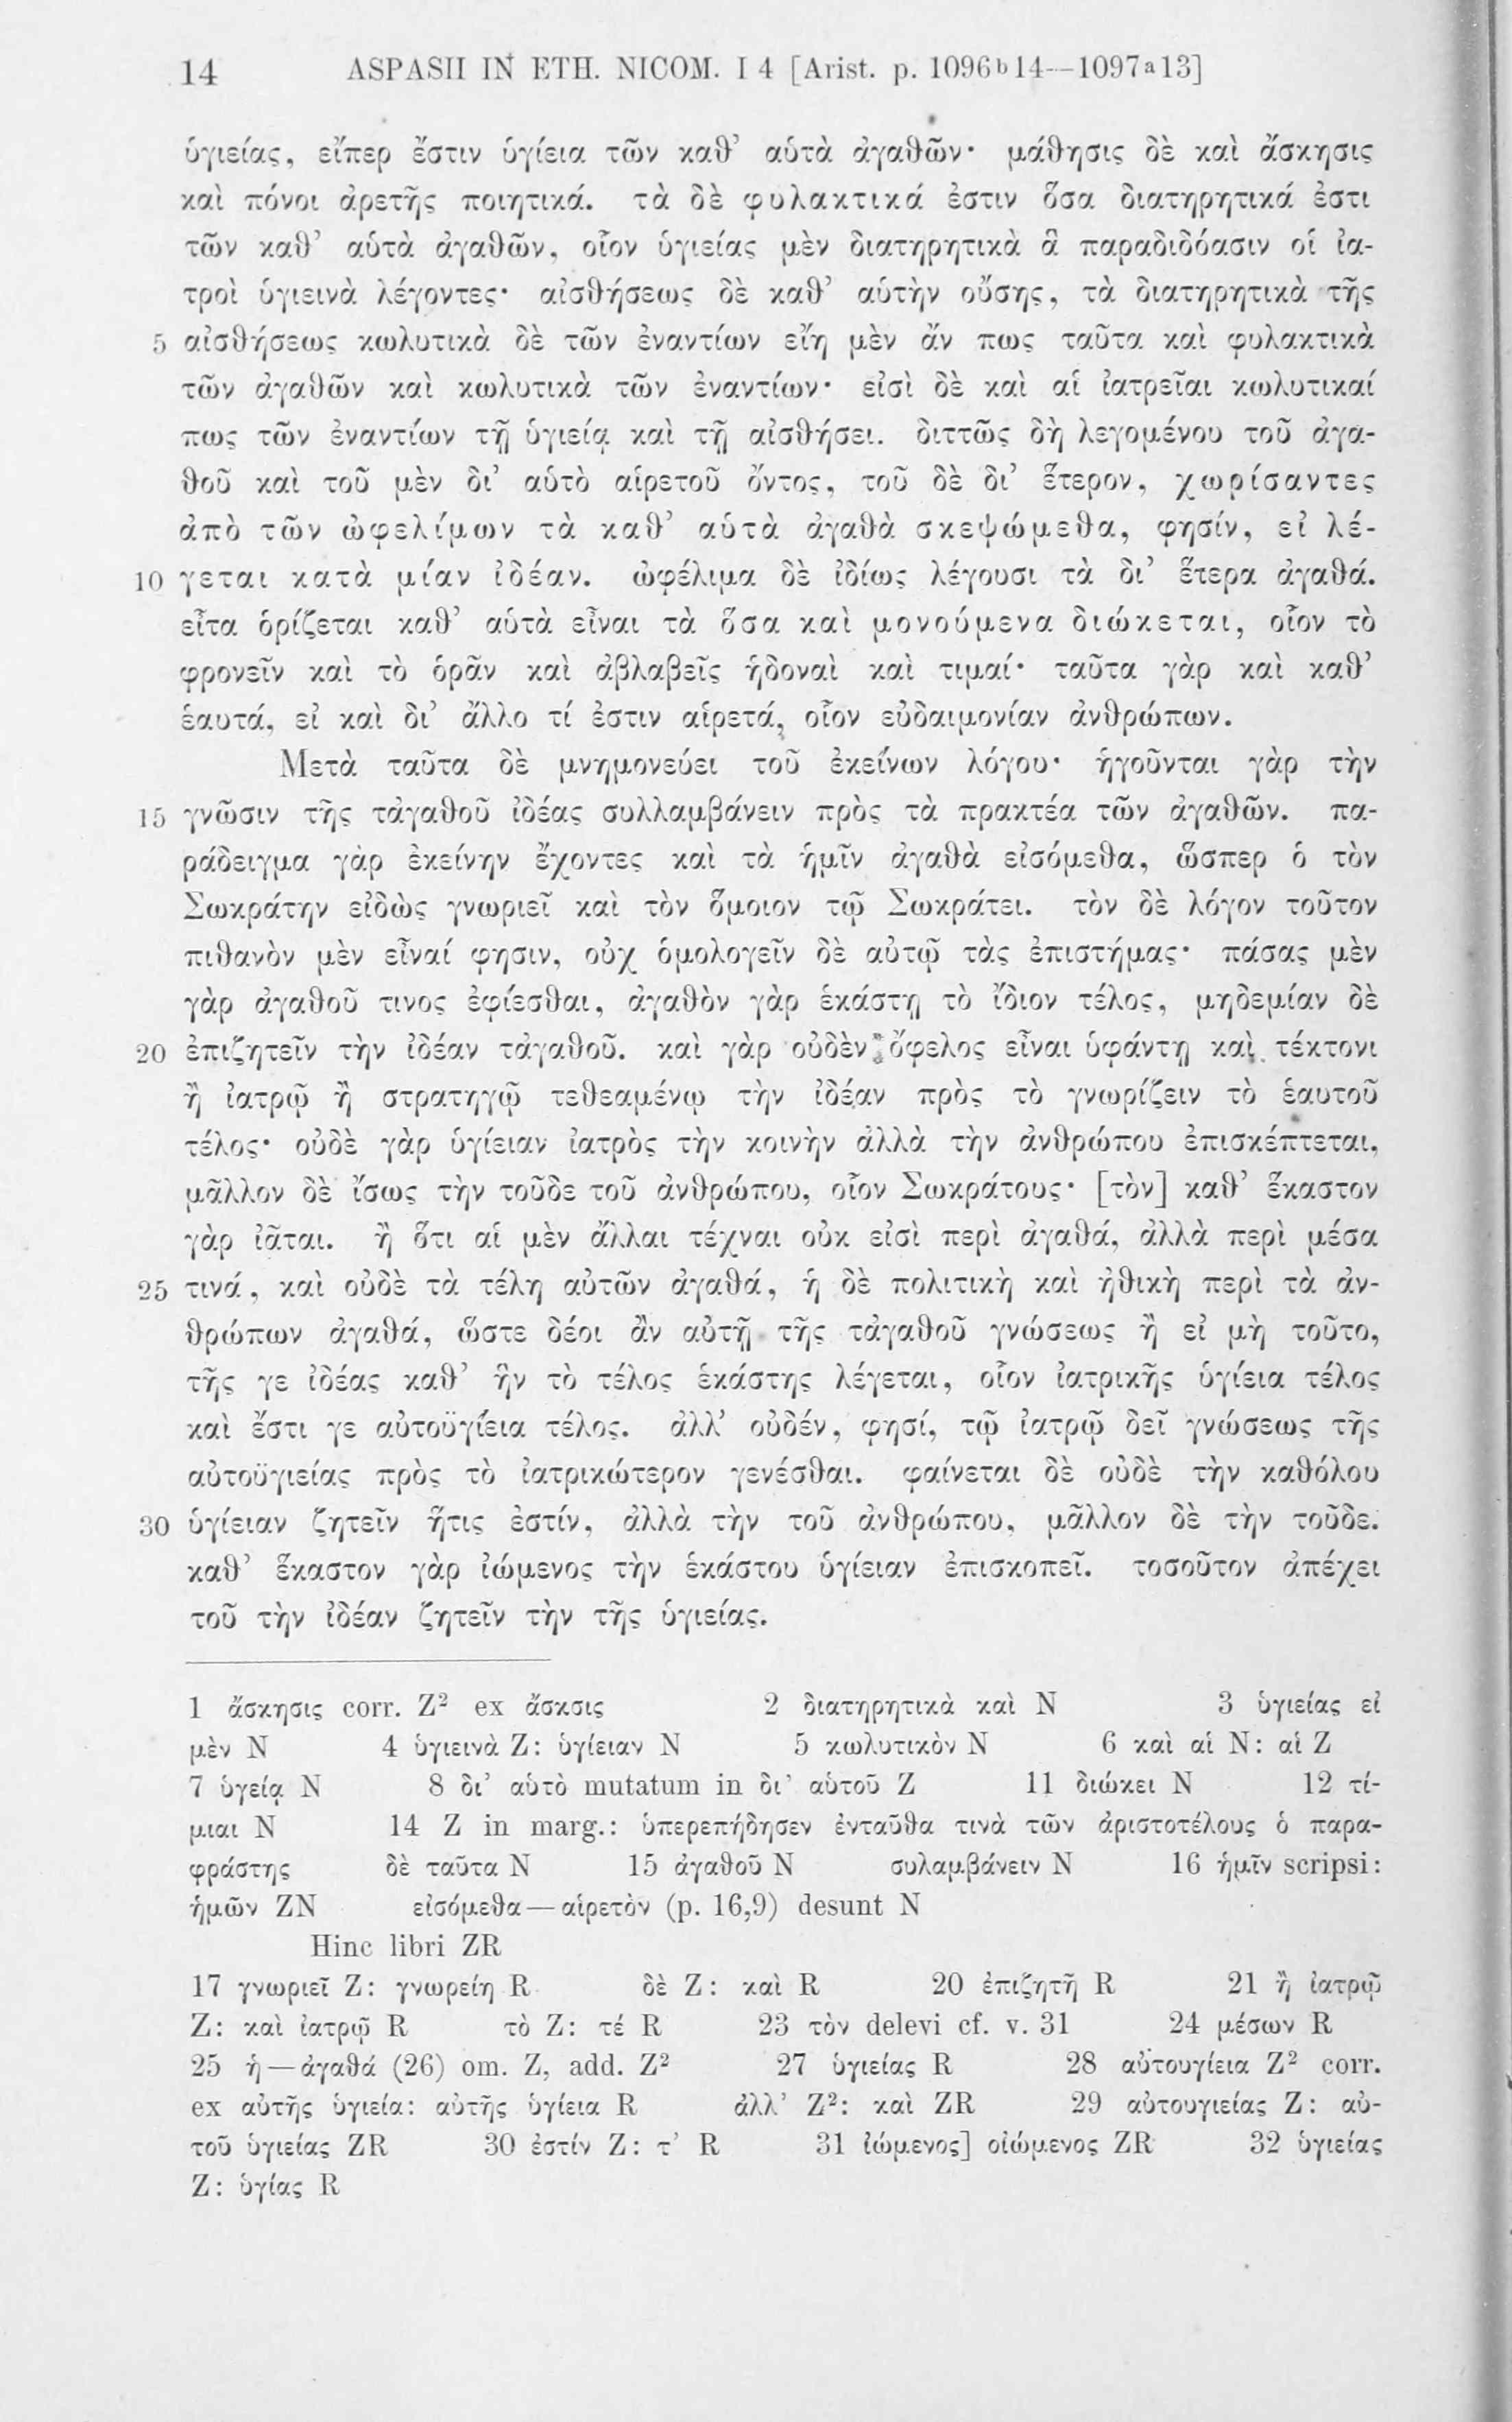 14 ASPASII IN ETH. NICOM. I 4 [Arist. p. 1096b14—1097a13]
ὑγιείας, εἴπερ ἔστιν ὑγίεια τῶν καθ’ αὑτὰ ἀγαθῶν· μάθησις δὲ καὶ ἄσκησις
καὶ πόνοι ἀρετῆς ποιητικά. τὰ δὲ φυλακτικά ἐστιν ὅσα διατηρητικά ἐστι
τῶν καθ’ αὑτὰ ἀγαθῶν, οἷον ὑγιείας μὲν διατηρητικὰ ἃ παραδιδόασιν οἱ ἰα-
τροὶ ὑγιεινὰ λέγοντες· αἰσθήσεως δὲ καθ’ αὑτὴν οὔσης, τὰ διατηρητικὰ τῆς
5 αἰσθήσεως κωλυτικὰ δὲ τῶν ἐναντίων εἴη μὲν ἄν πως ταῦτα καὶ φυλακτικὰ
τῶν ἀγαθῶν καὶ κωλυτικὰ τῶν ἐναντίων· εἰσὶ δὲ καὶ αἱ ἰατρεῖαι κωλυτικαί
πως τῶν ἐναντίων τῇ ὑγιείᾳ καὶ τῇ αἰσθήσει. διττῶς δὴ λεγομένου τοῦ ἀγα-
θοῦ καὶ τοῦ μὲν δι’ αὑτὸ αἱρετοῦ ὄντος, τοῦ δὲ δι’ ἕτερον, χωρίσαντες
ἀπὸ τῶν ὠφελίμων τὰ καθ’ αὑτὰ ἀγαθὰ σκεψώμεθα, φησίν, εἰ λέ-
10 γεται κατὰ μίαν ἰδέαν. ὠφέλιμα δὲ ἰδίως λέγουσι τὰ δι’ ἕτερα ἀγαθά.
εἶτα ὁρίζεται καθ’ αὑτὰ εἶναι τὰ ὅσα καὶ μονούμενα διώκεται, οἷον τὸ
φρονεῖν καὶ τὸ ὁρᾶν καὶ ἀβλαβεῖς ἡδοναὶ καὶ τιμαί· ταῦτα γὰρ καὶ καθ’
ἑαυτά, εἰ καὶ δι’ ἄλλο τί ἐστιν αἱρετά, οἷον εὐδαιμονίαν ἀνθρώπων.
Μετὰ ταῦτα δὲ μνημονεύει τοῦ ἐκείνων λόγου· ἡγοῦνται γὰρ τὴν
15 γνῶσιν τῆς τἀγαθοῦ ἰδέας συλλαμβάνειν πρὸς τὰ πρακτέα τῶν ἀγαθῶν. πα-
ράδειγμα γὰρ ἐκείνην ἔχοντες καὶ τὰ ἡμῖν ἀγαθὰ εἰσόμεθα, ὥσπερ ὁ τὸν
Σωκράτην εἰδὼς γνωριεῖ καὶ τὸν ὅμοιον τῷ Σωκράτει. τὸν δὲ λόγον τοῦτον
πιθανὸν μὲν εἶναί φησιν, οὐχ ὁμολογεῖν δὲ αὐτῷ τὰς ἐπιστήμας· πάσας μὲν
γὰρ ἀγαθοῦ τινος ἐφίεσθαι, ἀγαθὸν γὰρ ἑκάστῃ τὸ ἴδιον τέλος, μηδεμίαν δὲ
20 ἐπιζητεῖν τὴν ἰδέαν τἀγαθοῦ. καὶ γὰρ οὐδὲν ὄφελος εἶναι ὑφάντῃ καὶ τέκτονι
ἢ ἰατρῷ ἢ στρατηγῷ τεθεαμένῳ τὴν ἰδέαν πρὸς τὸ γνωρίζειν τὸ ἑαυτοῦ
τέλος· οὐδὲ γὰρ ὑγίειαν ἰατρὸς τὴν κοινὴν ἀλλὰ τὴν ἀνθρώπου ἐπισκέπτεται,
μᾶλλον δὲ ἴσως τὴν τοῦδε τοῦ ἀνθρώπου, οἷον Σωκράτους· [τὸν] καθ’ ἕκαστον
γὰρ ἰᾶται. ἢ ὅτι αἱ μὲν ἄλλαι τέχναι οὐκ εἰσὶ περὶ ἀγαθά, ἀλλὰ περὶ μέσα
25 τινά, καὶ οὐδὲ τὰ τέλη αὐτῶν ἀγαθά, ἡ δὲ πολιτικὴ καὶ ἠθικὴ περὶ τὰ ἀν-
θρώπων ἀγαθά, ὥστε δέοι ἂν αὐτῇ τῆς τἀγαθοῦ γνώσεως ἢ εἰ μὴ τοῦτο,
τῆς γε ἰδέας καθ’ ἣν τὸ τέλος ἑκάστης λέγεται, οἷον ἰατρικῆς ὑγίεια τέλος
καὶ ἔστι γε αὐτοϋγίεια τέλος. ἀλλ’ οὐδέν, φησί, τῷ ἰατρῷ δεῖ γνώσεως τῆς
αὐτοϋγιείας πρὸς τὸ ἰατρικώτερον γενέσθαι. φαίνεται δὲ οὐδὲ τὴν καθόλου
30 ὑγίειαν ζητεῖν ἥτις ἐστίν, ἀλλὰ τὴν τοῦ ἀνθρώπου, μᾶλλον δὲ τὴν τοῦδε.
καθ’ ἕκαστον γὰρ ἰώμενος τὴν ἑκάστου ὑγίειαν ἐπισκοπεῖ. τοσοῦτον ἀπέχει
τοῦ τὴν ἰδέαν ζητεῖν τὴν τῆς ὑγιείας.
1 ἄσκησις corr. Z² ex ἄσκσις 2 διατηρητικὰ καὶ N 3 ὑγιείας εἰ
μὲν N 4 ὑγιεινὰ Z: ὑγίειαν N 5 κωλυτικὸν N 6 καὶ αἱ N: αἱ Z
7 ὑγείᾳ N 8 δι’ αὑτὸ mutatum in δι’ αὑτοῦ Z 11 διώκει N 12 τί-
μιαι N 14 Z in marg.: ὑπερεπήδησεν ἐνταῦθα τινὰ τῶν ἀριστοτέλους ὁ παρα-
φράστης δὲ ταῦτα N 15 ἀγαθοῦ N συλαμβάνειν N 16 ἡμῖν scripsi:
ἡμῶν ZN εἰσόμεθα—αἱρετὸν (p. 16,9) desunt N
Hinc libri ZR
17 γνωριεῖ Z: γνωρείη R δὲ Z: καὶ R 20 ἐπιζητῇ R 21 ἢ ἰατρῷ
Z: καὶ ἰατρῷ R τὸ Z: τέ R 23 τὸν delevi cf. v. 31 24 μέσων R
25 ἡ—ἀγαθά (26) om. Z, add. Z² 27 ὑγιείας R 28 αὐτουγίεια Z² corr.
ex αὐτῆς ὑγιεία: αὐτῆς ὑγίεια R ἀλλ’ Z²: καὶ ZR 29 αὐτουγιείας Z: αὐ-
τοῦ ὑγιείας ZR 30 ἐστίν Z: τ’ R 31 ἰώμενος] οἰώμενος ZR 32 ὑγιείας
Z: ὑγίας R